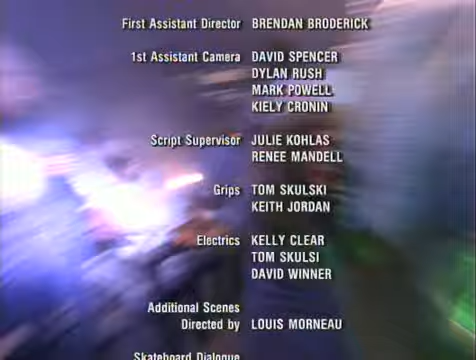 First Assistant Director BRENDAN BRODERICK
1st Assistant Camera DAVID SPENCER
DYLAN RUSH
MARK POWELL
KIELY CRONIN
Script Supervisor JULIE KOHLAS
RENEE MANDELL
Grips TOM SKULSKI
KEITH JORDAN
Electrics KELLY CLEAR
TOM SKULSI
DAVID WINNER
Additional Scenes
Directed by LOUIS MORNEAU
Skateboard Dialogue